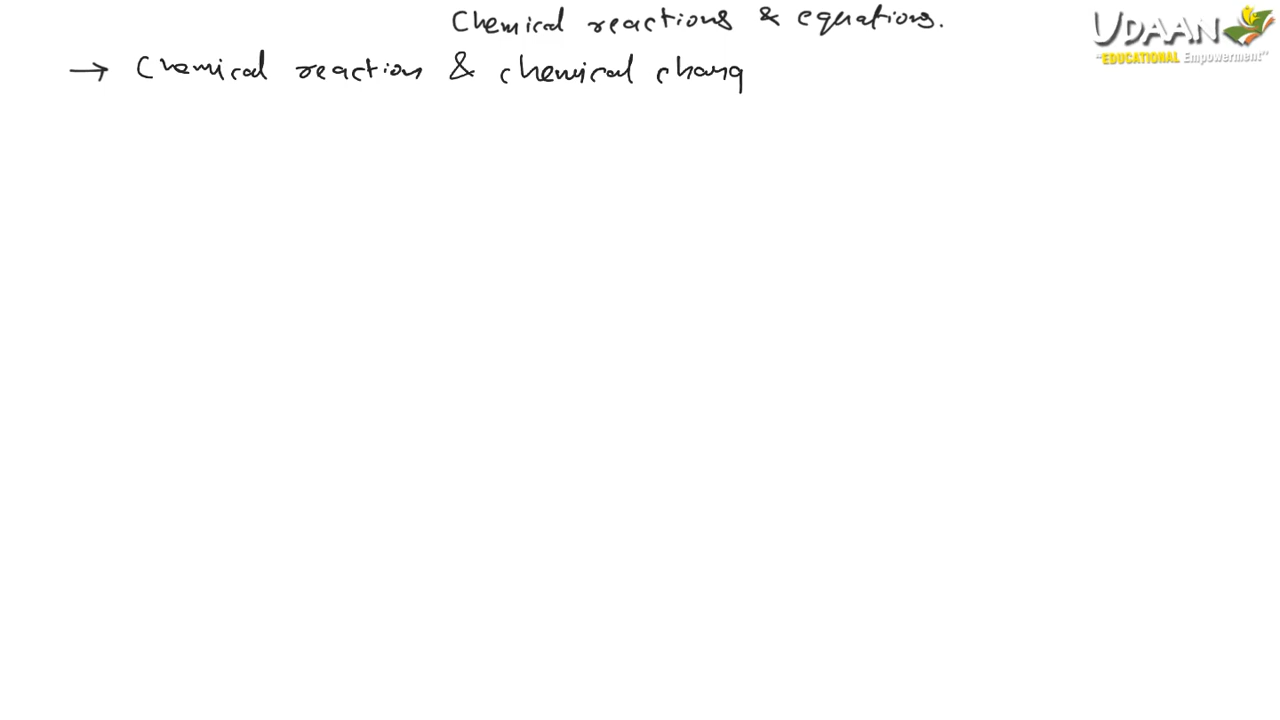 Chemical reactions & equations.
UDAAN
"EDUCATIONAL Empowerment"
→ Chemical reaction & chemical chang